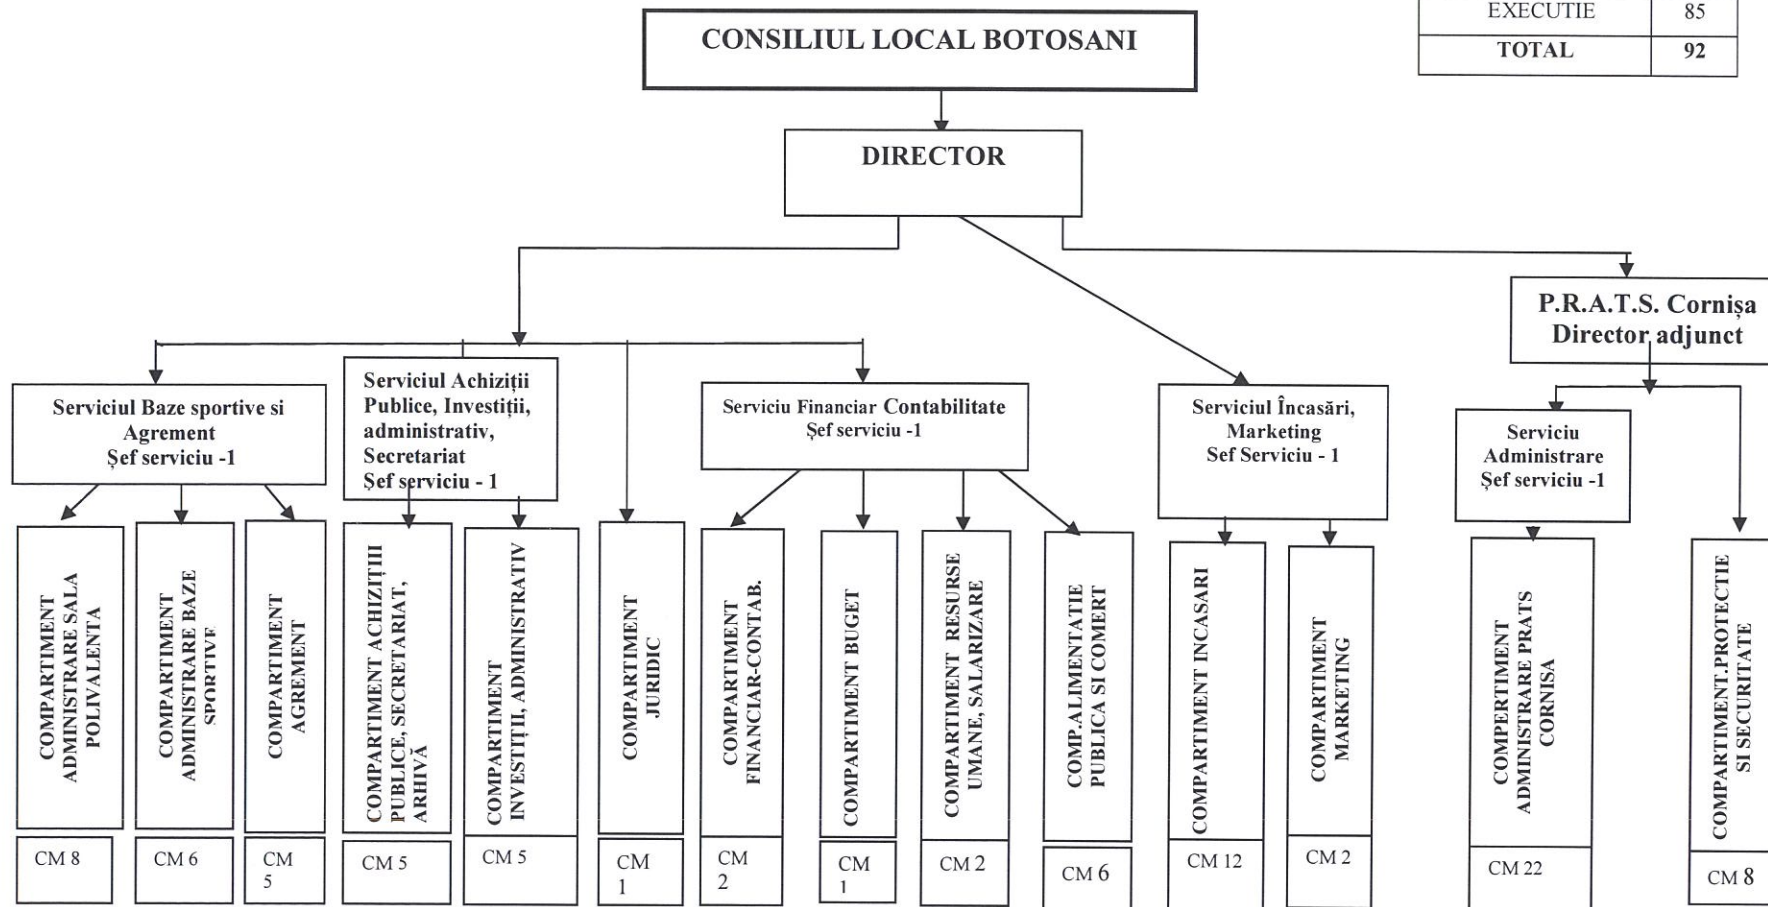 EXECUTIE 85
TOTAL 92
CONSILIUL LOCAL BOTOSANI
DIRECTOR
P.R.A.T.S. Cornișa
Director adjunct
Serviciul Baze sportive si
Agrement
Șef serviciu -1
Serviciul Achiziții
Publice, Investiții,
administrativ,
Secretariat
Șef serviciu - 1
Serviciu Financiar Contabilitate
Șef serviciu -1
Serviciul Încasări,
Marketing
Sef Serviciu - 1
Serviciu
Administrare
Șef serviciu -1
COMPARTIMENT
ADMINISTRARE SALA
POLIVALENTA
COMPARTIMENT
ADMINISTRARE BAZE
SPORTIVE
COMPARTIMENT
AGREMENT
COMPARTIMENT ACHIZIȚIII
PUBLICE, SECRETARIAT,
ARHIVĂ
COMPARTIMENT
INVESTIȚII, ADMINISTRATIV
COMPARTIMENT
JURIDIC
COMPARTIMENT
FINANCIAR-CONTAB.
COMPARTIMENT BUGET
COMPARTIMENT RESURSE
UMANE, SALARIZARE
COMP.ALIMENTATIE
PUBLICA SI COMERT
COMPARTIMENT INCASARI
COMPARTIMENT
MARKETING
COMPERTIMENT
ADMINISTRARE PRATS
CORNISA
COMPARTIMENT.PROTECTIE
SI SECURITATE
CM 8
CM 6
CM
5
CM 5
CM 5
CM
1
CM
2
CM
1
CM 2
CM 6
CM 12
CM 2
CM 22
CM 8